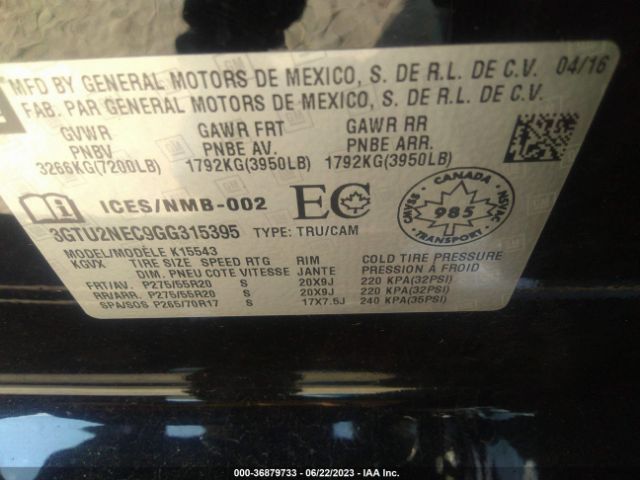 MFD BY GENERAL MOTORS DE MEXICO, S. DE R.L. DE C.V. 04/16
FAB. PAR GENERAL MOTORS DE MEXICO, S. DE R.L. DE C.V.
GVWR GAWR FRT GAWR RR
PNBV PNBE AV. PNBE ARR.
3266KG(7200LB) 1792KG(3950LB) 1792KG(3950LB)
ICES/NMB-002 EC
CANADA
CMVSS 985 NSVAC
TRANSPORT
3GTU2NEC9GG315395 TYPE: TRU/CAM
MODEL/MODÈLE K15543
KGVX TIRE SIZE SPEED RTG RIM COLD TIRE PRESSURE
DIM. PNEU COTE VITESSE JANTE PRESSION À FROID
FRT/AV. P275/55R20 S 20X9J 220 KPA(32PSI)
RR/ARR. P275/55R20 S 20X9J 220 KPA(32PSI)
SPA/SOS P265/70R17 S 17X7.5J 240 KPA(35PSI)
000-36879733 - 06/22/2023 - IAA Inc.